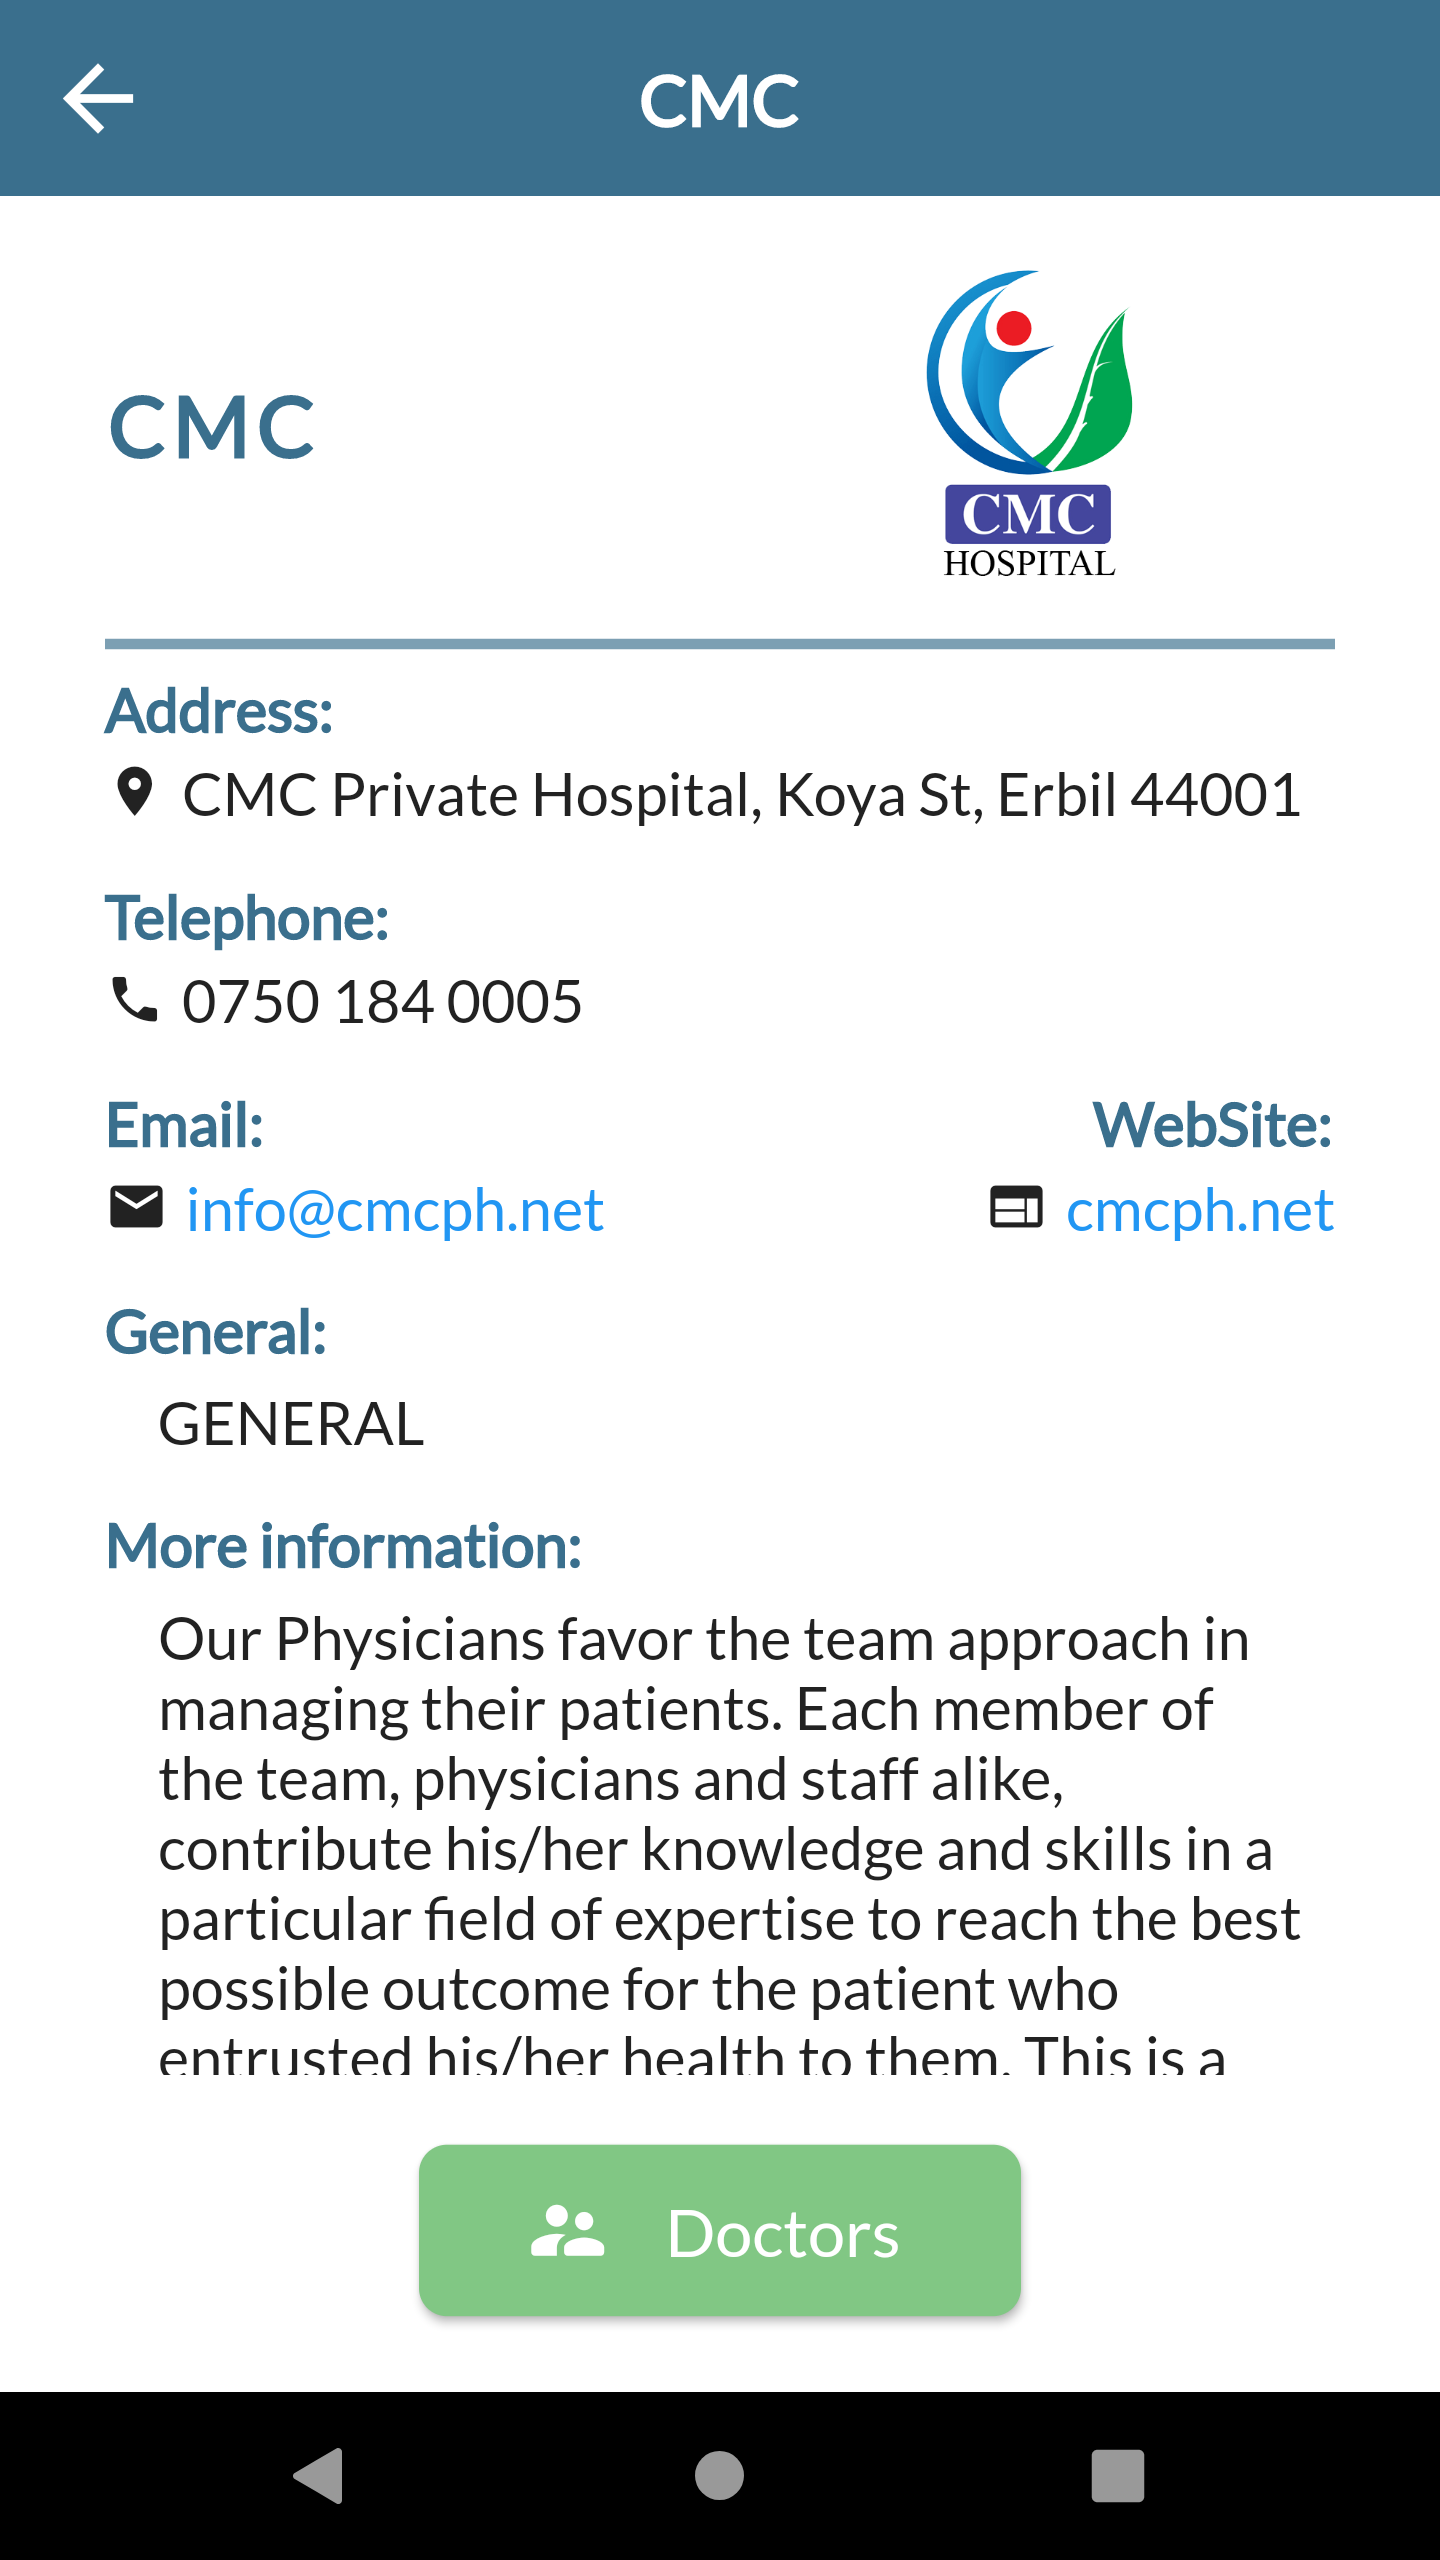 CMC
CMC
CMC
HOSPITAL
Address:
CMC Private Hospital, Koya St, Erbil 44001
Telephone:
0750 184 0005
Email:
info@cmcph.net
WebSite:
cmcph.net
General:
GENERAL
More information:
Our Physicians favor the team approach in
managing their patients. Each member of
the team, physicians and staff alike,
contribute his/her knowledge and skills in a
particular field of expertise to reach the best
possible outcome for the patient who
entrusted his/her health to them. This is a
Doctors